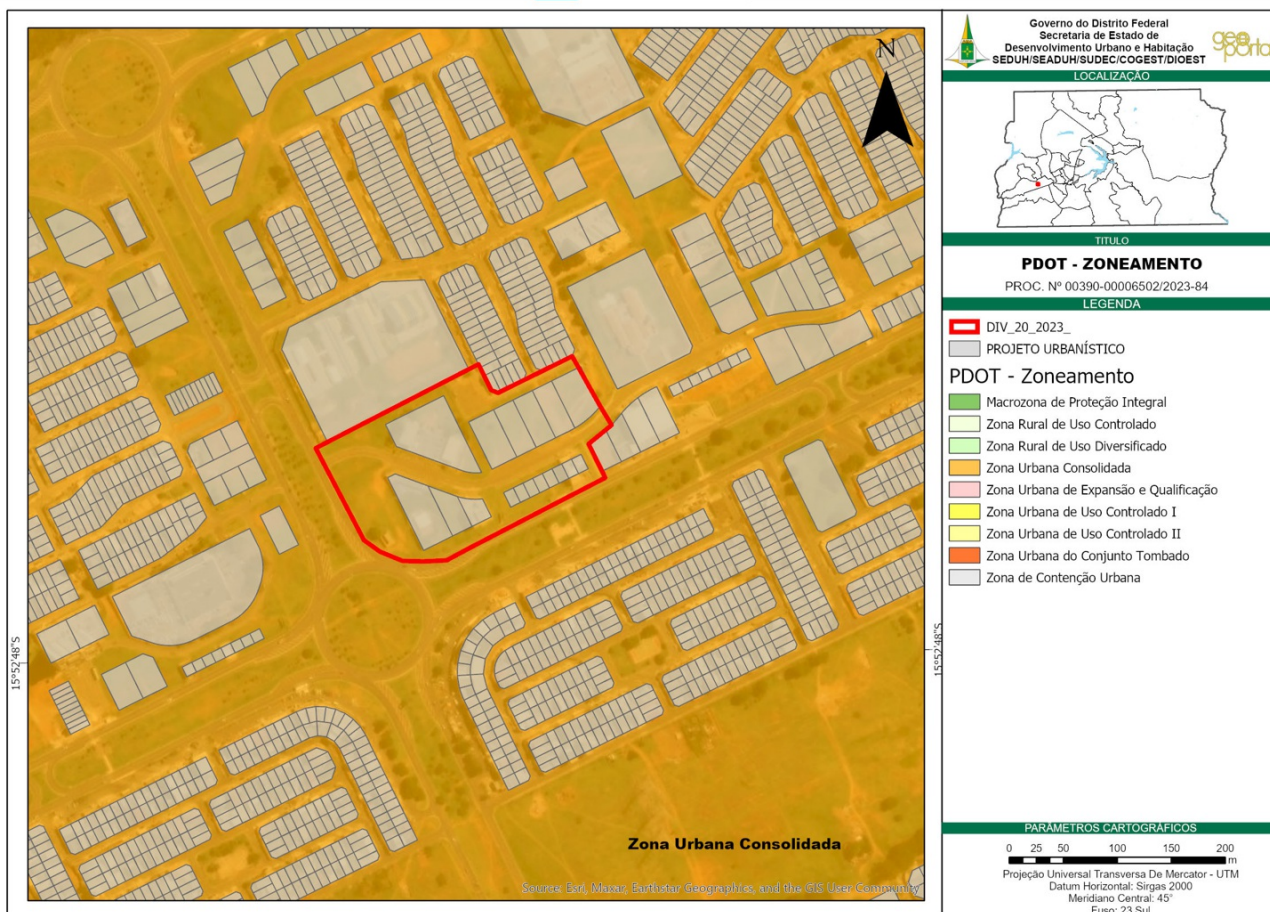 Governo do Distrito Federal
Secretaria de Estado de
Desenvolvimento Urbano e Habitação
SEDUH/SEADUH/SUDEC/COGEST/DIOEST
geo
portal
LOCALIZAÇÃO
TITULO
PDOT - ZONEAMENTO
PROC. Nº 00390-00006502/2023-84
LEGENDA
DIV_20_2023_
PROJETO URBANÍSTICO
PDOT - Zoneamento
Macrozona de Proteção Integral
Zona Rural de Uso Controlado
Zona Rural de Uso Diversificado
Zona Urbana Consolidada
Zona Urbana de Expansão e Qualificação
Zona Urbana de Uso Controlado I
Zona Urbana de Uso Controlado II
Zona Urbana do Conjunto Tombado
Zona de Contenção Urbana
N
15°52'48"S
15°52'48"S
Zona Urbana Consolidada
Source: Esri, Maxar, Earthstar Geographics, and the GIS User Community
PARÂMETROS CARTOGRÁFICOS
0 25 50 100 150 200
m
Projeção Universal Transversa De Mercator - UTM
Datum Horizontal: Sirgas 2000
Meridiano Central: 45°
Fuso: 23 Sul